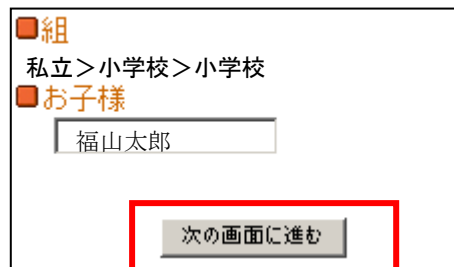 ■組
私立＞小学校＞小学校
■お子様
福山太郎
次の画面に進む